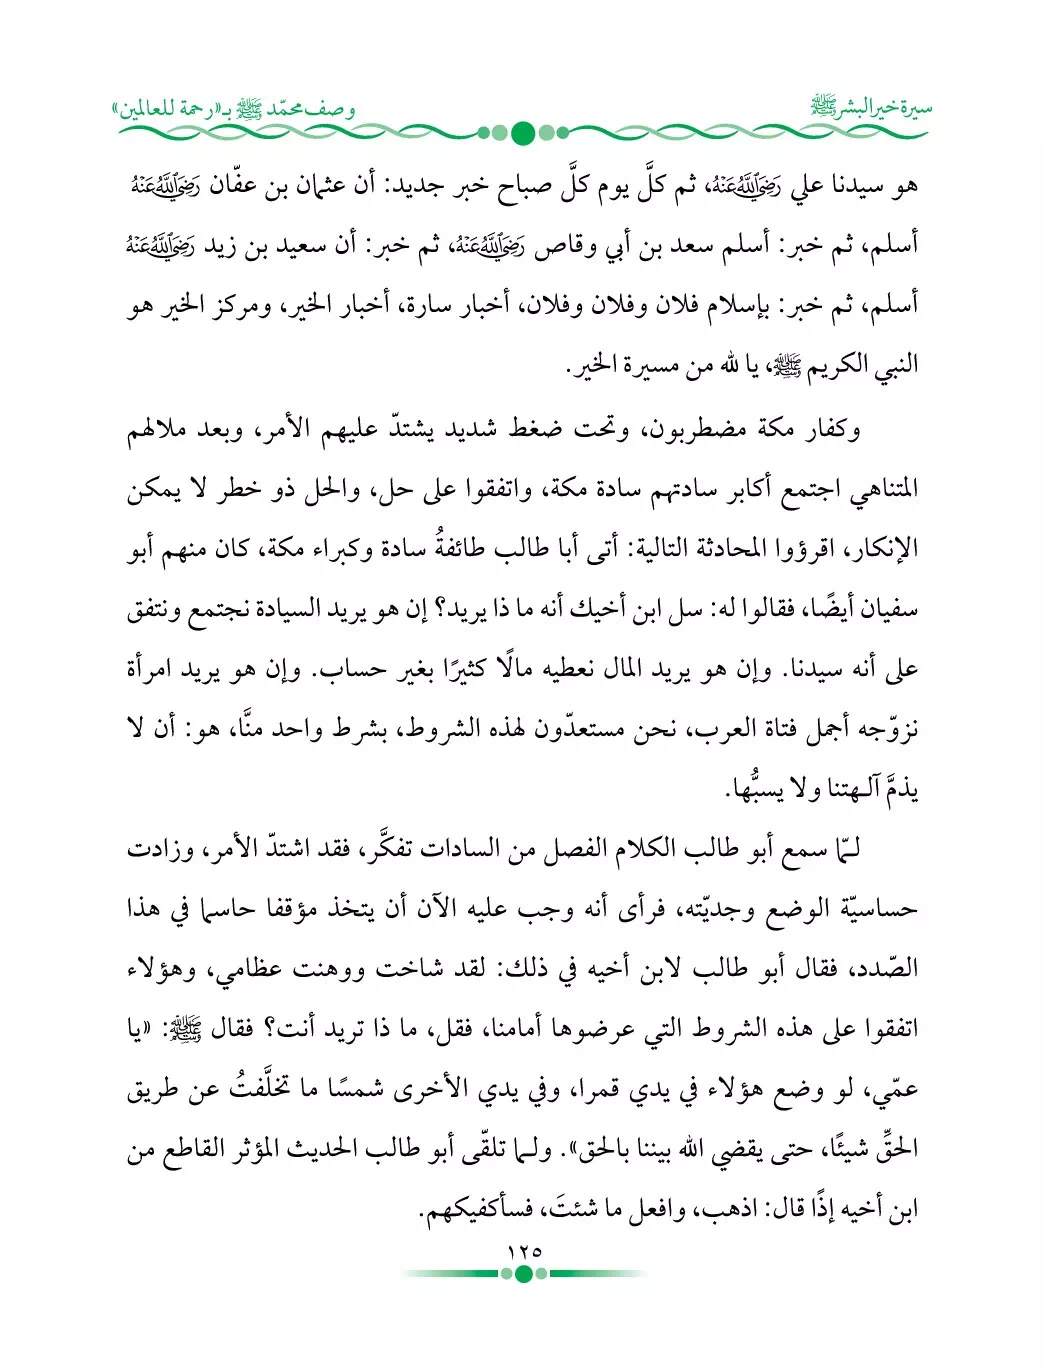 سيرة خير البشر ﷺ
وصف محمّد ﷺ بـ«رحمة للعالمين»
هو سيدنا علي رَضِيَاللَّهُعَنْهُ، ثم كلَّ يوم كلَّ صباح خبر جديد: أن عثمان بن عفّان رَضِيَاللَّهُعَنْهُ
أسلم، ثم خبر: أسلم سعد بن أبي وقاص رَضِيَاللَّهُعَنْهُ، ثم خبر: أن سعيد بن زيد رَضِيَاللَّهُعَنْهُ
أسلم، ثم خبر: بإسلام فلان وفلان وفلان، أخبار سارة، أخبار الخير، ومركز الخير هو
النبي الكريم ﷺ، يا لله من مسيرة الخير.
وكفار مكة مضطربون، وتحت ضغط شديد يشتدّ عليهم الأمر، وبعد ملالهم
المتناهي اجتمع أكابر سادتهم سادة مكة، واتفقوا على حل، والحل ذو خطر لا يمكن
الإنكار، اقرؤوا المحادثة التالية: أتى أبا طالب طائفةُ سادة وكبراء مكة، كان منهم أبو
سفيان أيضًا، فقالوا له: سل ابن أخيك أنه ما ذا يريد؟ إن هو يريد السيادة نجتمع ونتفق
على أنه سيدنا. وإن هو يريد المال نعطيه مالًا كثيرًا بغير حساب. وإن هو يريد امرأة
نزوّجه أجمل فتاة العرب، نحن مستعدّون لهذه الشروط، بشرط واحد منَّا، هو: أن لا
يذمَّ آلـهتنا ولا يسبُّها.
لـمّا سمع أبو طالب الكلام الفصل من السادات تفكَّر، فقد اشتدّ الأمر، وزادت
حساسيّة الوضع وجديّته، فرأى أنه وجب عليه الآن أن يتخذ مؤقفا حاسما في هذا
الصّدد، فقال أبو طالب لابن أخيه في ذلك: لقد شاخت ووهنت عظامي، وهؤلاء
اتفقوا على هذه الشروط التي عرضوها أمامنا، فقل، ما ذا تريد أنت؟ فقال ﷺ: «يا
عمّي، لو وضع هؤلاء في يدي قمرا، وفي يدي الأخرى شمسًا ما تخلَّفتُ عن طريق
الحقِّ شيئًا، حتى يقضي الله بيننا بالحق». ولـما تلقّى أبو طالب الحديث المؤثر القاطع من
ابن أخيه إذًا قال: اذهب، وافعل ما شئتَ، فسأكفيكهم.
١٢٥